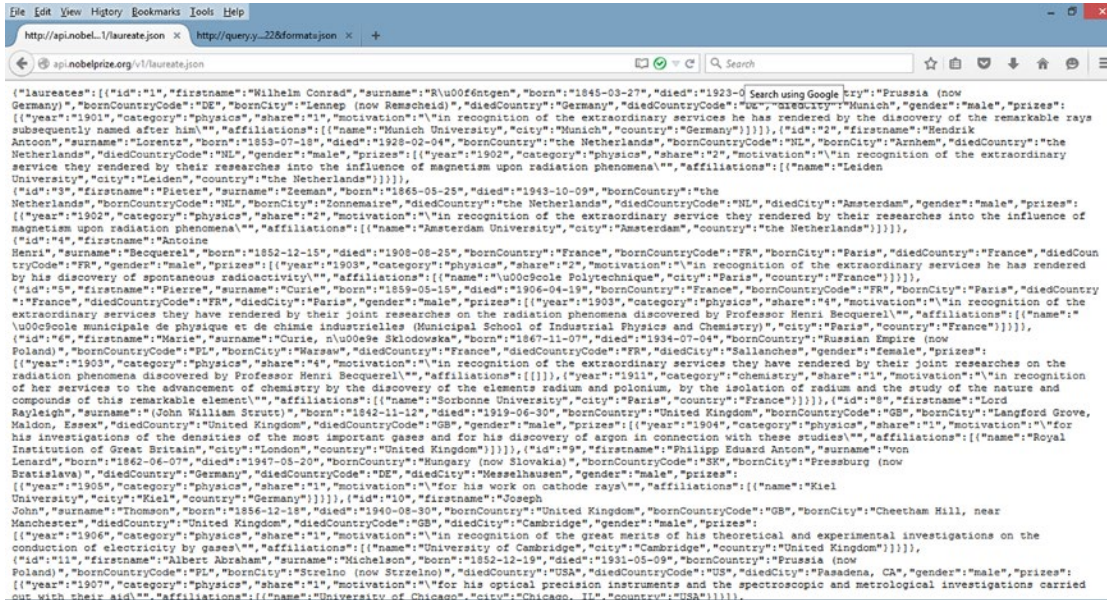 File Edit View History Bookmarks Tools Help
http://api.nobel...1/laureate.json × http://query.y...22&format=json × +
api.nobelprize.org/v1/laureate.json Search
Search using Google
{"laureates":[{"id":"1","firstname":"Wilhelm Conrad","surname":"R\u00f6ntgen","born":"1845-03-27","died":"1923-0 try":"Prussia (now
Germany)","bornCountryCode":"DE","bornCity":"Lennep (now Remscheid)","diedCountry":"Germany","diedCountryCode":"DE","diedCity":"Munich","gender":"male","prizes":
[{"year":"1901","category":"physics","share":"1","motivation":"\"in recognition of the extraordinary services he has rendered by the discovery of the remarkable rays
subsequently named after him\"","affiliations":[{"name":"Munich University","city":"Munich","country":"Germany"}]}]},{"id":"2","firstname":"Hendrik
Antoon","surname":"Lorentz","born":"1853-07-18","died":"1928-02-04","bornCountry":"the Netherlands","bornCountryCode":"NL","bornCity":"Arnhem","diedCountry":"the
Netherlands","diedCountryCode":"NL","gender":"male","prizes":[{"year":"1902","category":"physics","share":"2","motivation":"\"in recognition of the extraordinary
service they rendered by their researches into the influence of magnetism upon radiation phenomena\"","affiliations":[{"name":"Leiden
University","city":"Leiden","country":"the Netherlands"}]}]},
{"id":"3","firstname":"Pieter","surname":"Zeeman","born":"1865-05-25","died":"1943-10-09","bornCountry":"the
Netherlands","bornCountryCode":"NL","bornCity":"Zonnemaire","diedCountry":"the Netherlands","diedCountryCode":"NL","diedCity":"Amsterdam","gender":"male","prizes":
[{"year":"1902","category":"physics","share":"2","motivation":"\"in recognition of the extraordinary service they rendered by their researches into the influence of
magnetism upon radiation phenomena\"","affiliations":[{"name":"Amsterdam University","city":"Amsterdam","country":"the Netherlands"}]}]},
{"id":"4","firstname":"Antoine
Henri","surname":"Becquerel","born":"1852-12-15","died":"1908-08-25","bornCountry":"France","bornCountryCode":"FR","bornCity":"Paris","diedCountry":"France","diedCoun
tryCode":"FR","gender":"male","prizes":[{"year":"1903","category":"physics","share":"2","motivation":"\"in recognition of the extraordinary services he has rendered
by his discovery of spontaneous radioactivity\"","affiliations":[{"name":"\u00c9cole Polytechnique","city":"Paris","country":"France"}]}]},
{"id":"5","firstname":"Pierre","surname":"Curie","born":"1859-05-15","died":"1906-04-19","bornCountry":"France","bornCountryCode":"FR","bornCity":"Paris","diedCountry
":"France","diedCountryCode":"FR","diedCity":"Paris","gender":"male","prizes":[{"year":"1903","category":"physics","share":"4","motivation":"\"in recognition of the
extraordinary services they have rendered by their joint researches on the radiation phenomena discovered by Professor Henri Becquerel\"","affiliations":[{"name":"
\u00c9cole municipale de physique et de chimie industrielles (Municipal School of Industrial Physics and Chemistry)","city":"Paris","country":"France"}]}]},
{"id":"6","firstname":"Marie","surname":"Curie, n\u00e9e Sklodowska","born":"1867-11-07","died":"1934-07-04","bornCountry":"Russian Empire (now
Poland)","bornCountryCode":"PL","bornCity":"Warsaw","diedCountry":"France","diedCountryCode":"FR","diedCity":"Sallanches","gender":"female","prizes":
[{"year":"1903","category":"physics","share":"4","motivation":"\"in recognition of the extraordinary services they have rendered by their joint researches on the
radiation phenomena discovered by Professor Henri Becquerel\"","affiliations":[[]]},{"year":"1911","category":"chemistry","share":"1","motivation":"\"in recognition
of her services to the advancement of chemistry by the discovery of the elements radium and polonium, by the isolation of radium and the study of the nature and
compounds of this remarkable element\"","affiliations":[{"name":"Sorbonne University","city":"Paris","country":"France"}]}]},{"id":"8","firstname":"Lord
Rayleigh","surname":"(John William Strutt)","born":"1842-11-12","died":"1919-06-30","bornCountry":"United Kingdom","bornCountryCode":"GB","bornCity":"Langford Grove,
Maldon, Essex","diedCountry":"United Kingdom","diedCountryCode":"GB","gender":"male","prizes":[{"year":"1904","category":"physics","share":"1","motivation":"\"for
his investigations of the densities of the most important gases and for his discovery of argon in connection with these studies\"","affiliations":[{"name":"Royal
Institution of Great Britain","city":"London","country":"United Kingdom"}]}]},{"id":"9","firstname":"Philipp Eduard Anton","surname":"von
Lenard","born":"1862-06-07","died":"1947-05-20","bornCountry":"Hungary (now Slovakia)","bornCountryCode":"SK","bornCity":"Pressburg (now
Bratislava)","diedCountry":"Germany","diedCountryCode":"DE","diedCity":"Messelhausen","gender":"male","prizes":
[{"year":"1905","category":"physics","share":"1","motivation":"\"for his work on cathode rays\"","affiliations":[{"name":"Kiel
University","city":"Kiel","country":"Germany"}]}]},{"id":"10","firstname":"Joseph
John","surname":"Thomson","born":"1856-12-18","died":"1940-08-30","bornCountry":"United Kingdom","bornCountryCode":"GB","bornCity":"Cheetham Hill, near
Manchester","diedCountry":"United Kingdom","diedCountryCode":"GB","diedCity":"Cambridge","gender":"male","prizes":
[{"year":"1906","category":"physics","share":"1","motivation":"\"in recognition of the great merits of his theoretical and experimental investigations on the
conduction of electricity by gases\"","affiliations":[{"name":"University of Cambridge","city":"Cambridge","country":"United Kingdom"}]}]},
{"id":"11","firstname":"Albert Abraham","surname":"Michelson","born":"1852-12-19","died":"1931-05-09","bornCountry":"Prussia (now
Poland)","bornCountryCode":"PL","bornCity":"Strelno (now Strzelno)","diedCountry":"USA","diedCountryCode":"US","diedCity":"Pasadena, CA","gender":"male","prizes":
[{"year":"1907","category":"physics","share":"1","motivation":"\"for his optical precision instruments and the spectroscopic and metrological investigations carried
out with their aid\"","affiliations":[{"name":"University of Chicago","city":"Chicago, IL","country":"USA"}]}]},